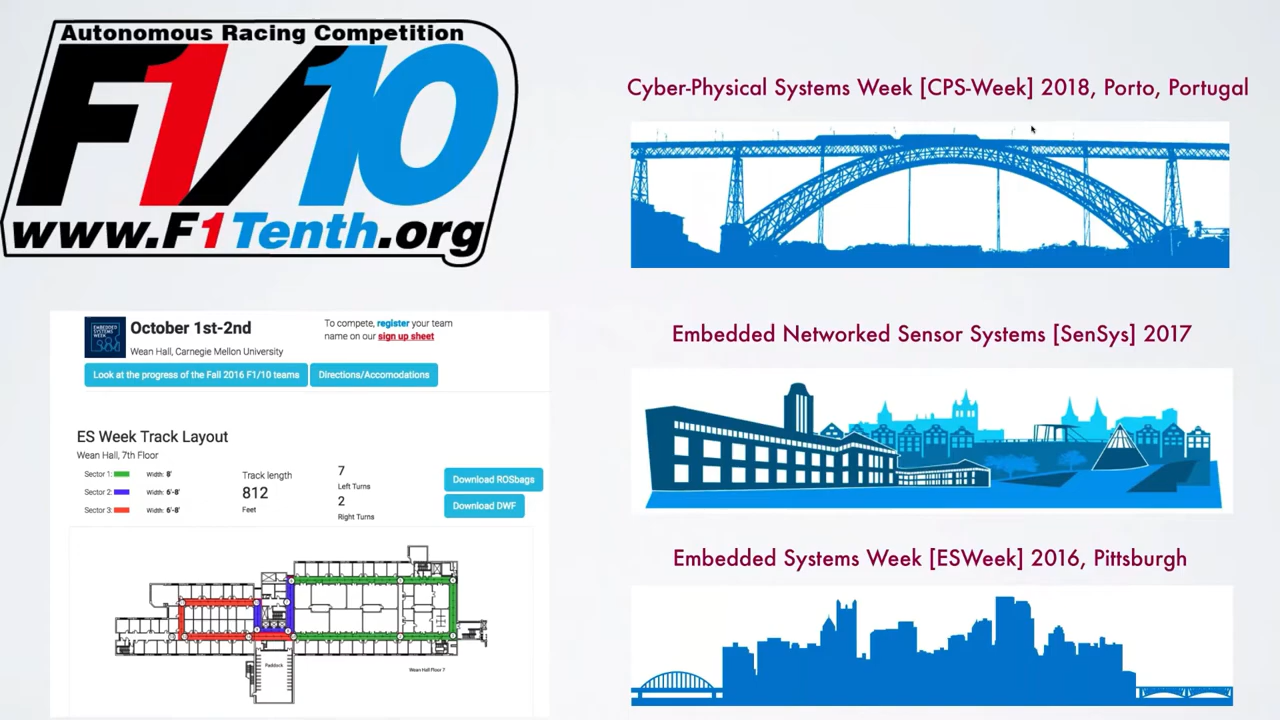 Autonomous Racing Competition
F1/10
www.F1Tenth.org
Cyber-Physical Systems Week [CPS-Week] 2018, Porto, Portugal
Embedded Networked Sensor Systems [SenSys] 2017
Embedded Systems Week [ESWeek] 2016, Pittsburgh
EMBEDDED
SYSTEMS
WEEK
October 1st-2nd
Wean Hall, Carnegie Mellon University
To compete, register your team
name on our sign up sheet
Look at the progress of the Fall 2016 F1/10 teams
Directions/Accomodations
ES Week Track Layout
Wean Hall, 7th Floor
Sector 1: Width: 8'
Sector 2: Width: 6'-8'
Sector 3: Width: 6'-8'
Track length
812
Feet
7
Left Turns
2
Right Turns
Download ROSbags
Download DWF
Paddock
Wean Hall Floor 7